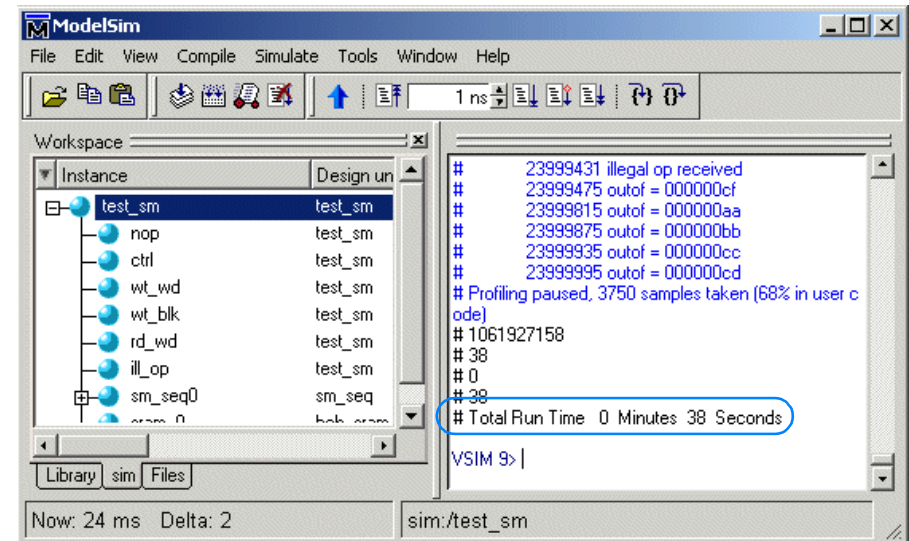 ModelSim
File Edit View Compile Simulate Tools Window Help
1 ns
Workspace
Instance Design un
test_sm test_sm
nop test_sm
ctrl test_sm
wt_wd test_sm
wt_blk test_sm
rd_wd test_sm
ill_op test_sm
sm_seq0 sm_seq
Library sim Files
# 23999431 illegal op received
# 23999475 outof = 000000cf
# 23999815 outof = 000000aa
# 23999875 outof = 000000bb
# 23999935 outof = 000000cc
# 23999995 outof = 000000cd
# Profiling paused, 3750 samples taken (68% in user c
ode)
# 1061927158
# 38
# 0
# 38
# Total Run Time 0 Minutes 38 Seconds
VSIM 9>
Now: 24 ms Delta: 2
sim:/test_sm